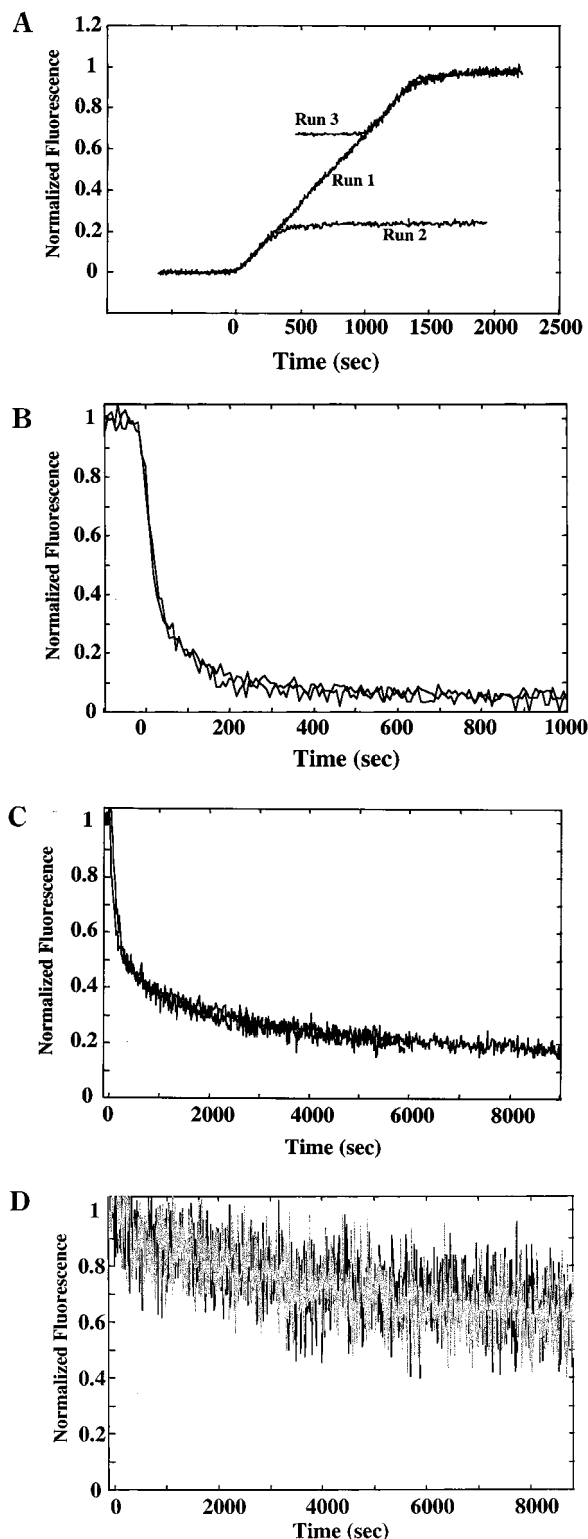 A
Normalized Fluorescence
1.2
1
0.8
0.6
0.4
0.2
0
Run 3
Run 1
Run 2
0 500 1000 1500 2000 2500
Time (sec)
B
Normalized Fluorescence
1
0.8
0.6
0.4
0.2
0
0 200 400 600 800 1000
Time (sec)
C
Normalized Fluorescence
1
0.8
0.6
0.4
0.2
0
0 2000 4000 6000 8000
Time (sec)
D
Normalized Fluorescence
1
0.8
0.6
0.4
0.2
0
0 2000 4000 6000 8000
Time (sec)